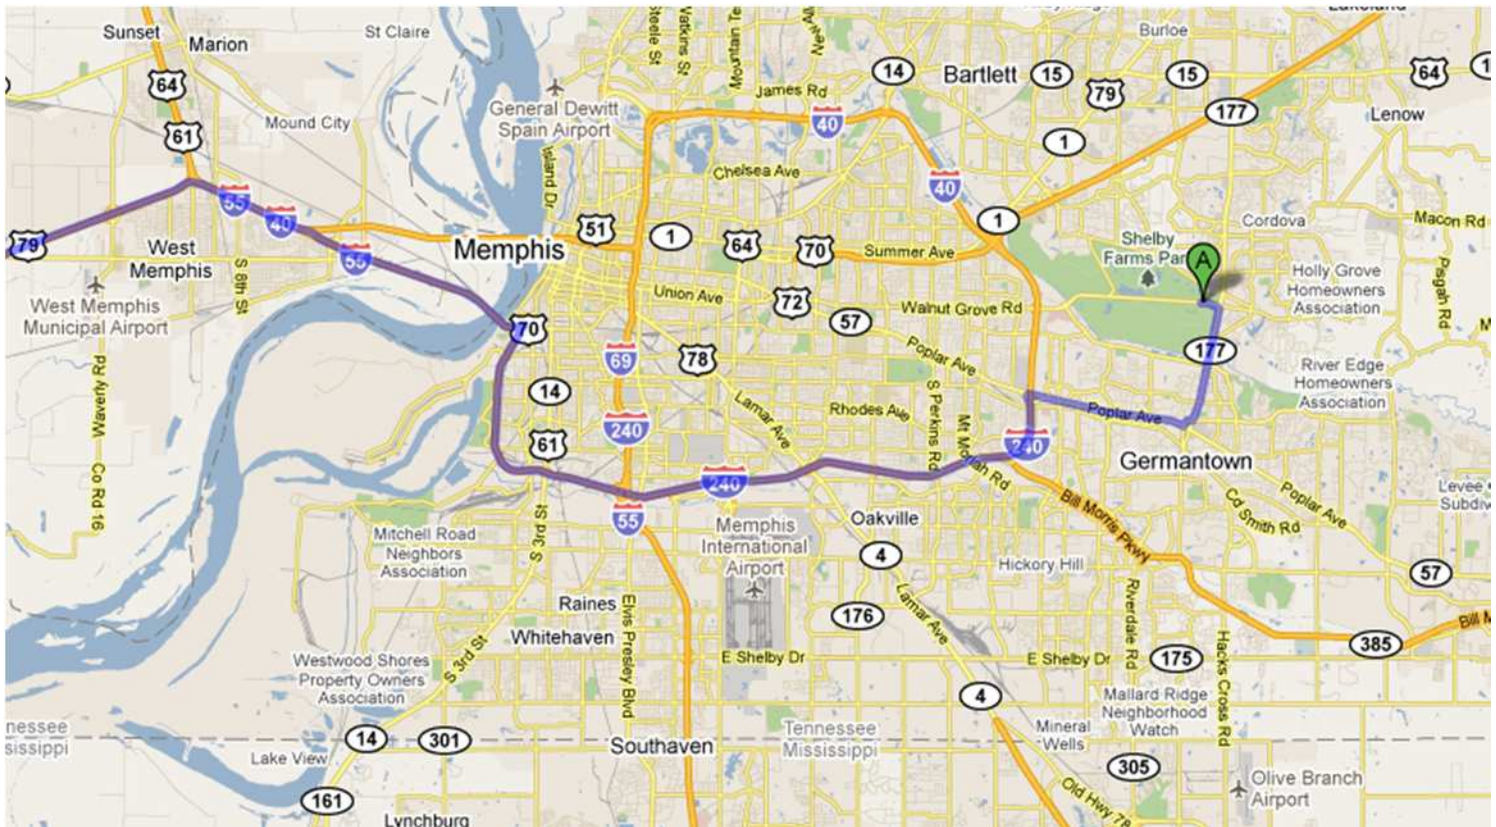 Sunset
Marion
St Claire
Steele St
Watkins St
Burloe
64
14
Bartlett
15
15
64
79
James Rd
General Dewitt
Spain Airport
177
Lenow
61
Mound City
40
1
Island Dr
Chelsea Ave
55
40
40
1
Cordova
Macon Rd
79
West
Memphis
55
Memphis
51
1
64
70
Summer Ave
Shelby
A
S 8th St
Union Ave
72
Walnut Grove Rd
Holly Grove
Homeowners
Association
Pisgah Rd
West Memphis
Municipal Airport
70
57
69
78
Poplar Ave
177
River Edge
Homeowners
Association
Waverly Rd
14
Lamar Ave
Rhodes Ave
S Perkins Rd
Mt Moriah Rd
Poplar Ave
240
61
240
Germantown
Co Rd 16
240
Bill Morris Pkwy
Cd Smith Rd
Poplar Ave
55
Memphis
International
Airport
Oakville
S 3rd St
Mitchell Road
Neighbors
Association
4
Hickory Hill
57
Raines
Elvis Presley Blvd
176
Lamar Ave
Riverdale Rd
Whitehaven
385
E Shelby Dr
E Shelby Dr
175
Hacks Cross Rd
Westwood Shores
Property Owners
Association
S 3rd St
4
Mallard Ridge
Neighborhood
Watch
Tennessee
Mississippi
Mineral
Wells
14
301
Southaven
Lake View
305
Olive Branch
Airport
161
Old Hwy 78
Lynchburg